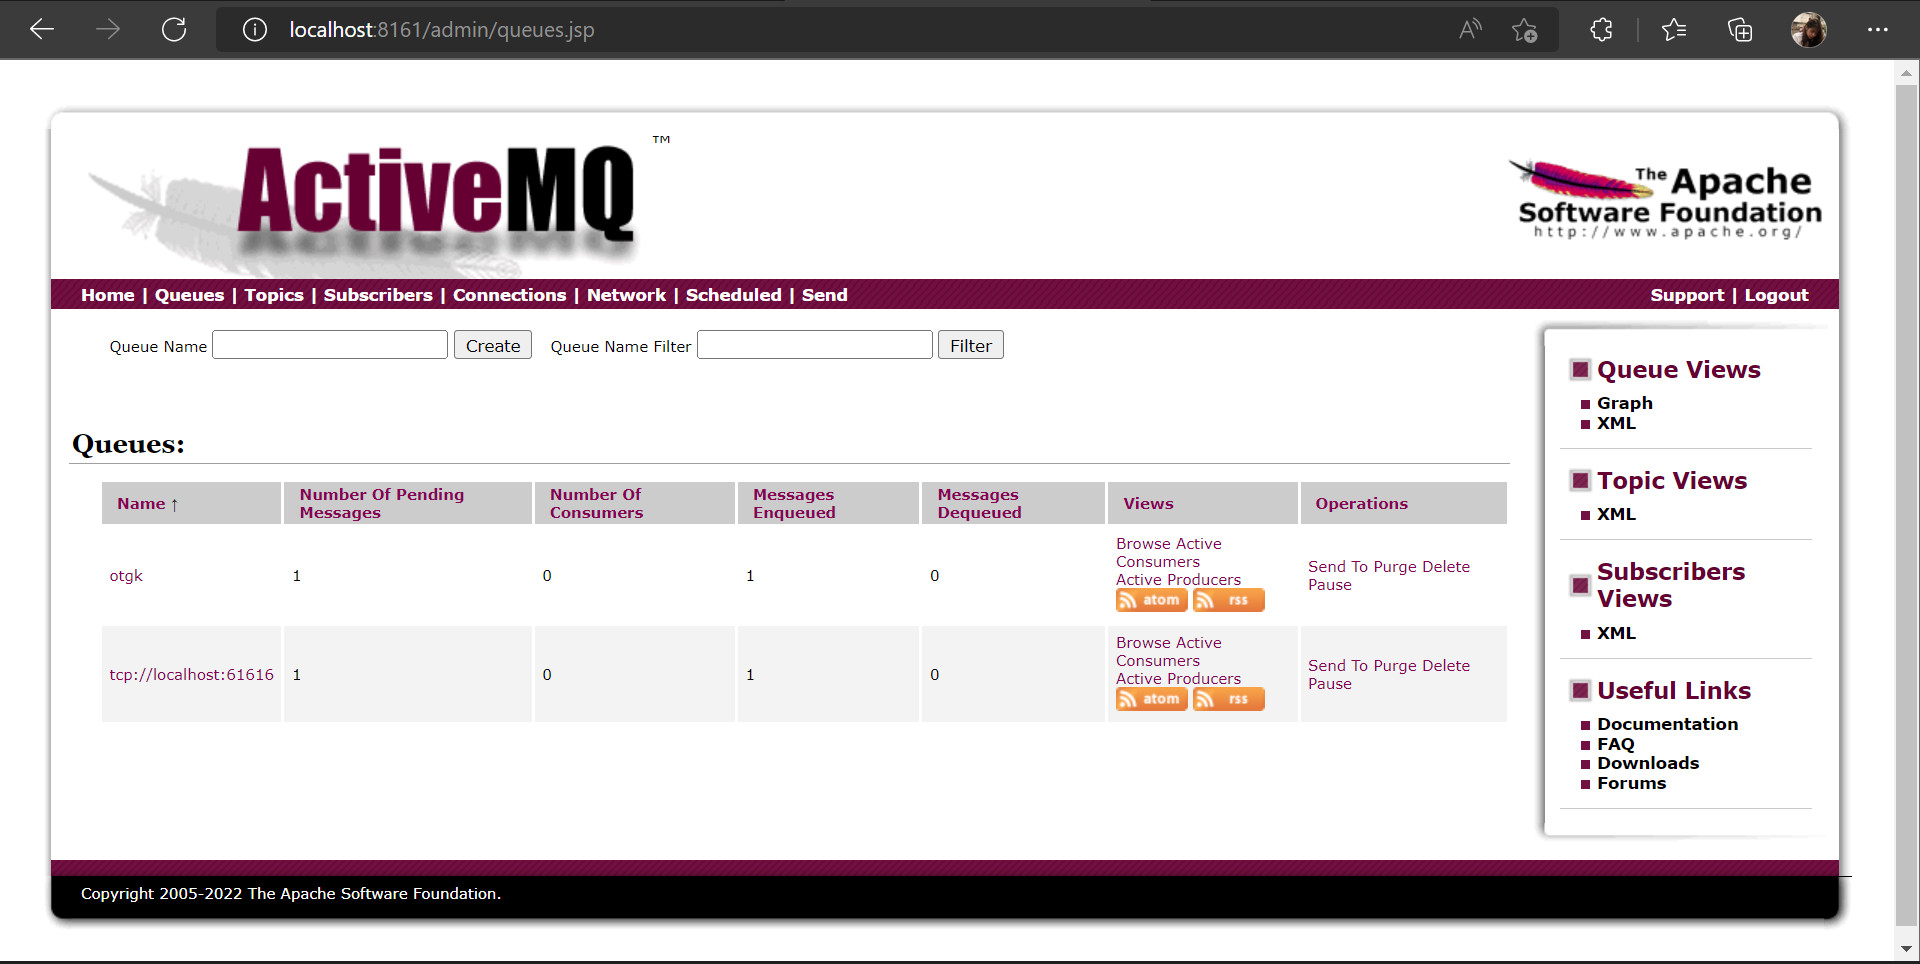 localhost:8161/admin/queues.jsp
ActiveMQ ™
The Apache
Software Foundation
http://www.apache.org/
Home | Queues | Topics | Subscribers | Connections | Network | Scheduled | Send
Support | Logout
Queue Name Create Queue Name Filter Filter
Queues:
Name ↑ Number Of Pending Messages Number Of Consumers Messages Enqueued Messages Dequeued Views Operations
otgk 1 0 1 0
Browse Active
Consumers
Active Producers
atom rss
Send To Purge Delete
Pause
tcp://localhost:61616 1 0 1 0
Browse Active
Consumers
Active Producers
atom rss
Send To Purge Delete
Pause
Queue Views
Graph
XML
Topic Views
XML
Subscribers
Views
XML
Useful Links
Documentation
FAQ
Downloads
Forums
Copyright 2005-2022 The Apache Software Foundation.